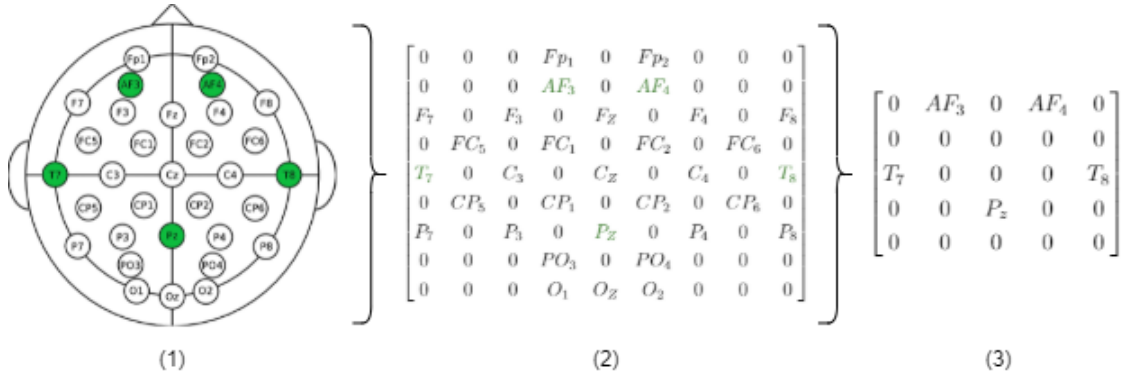 Fp1 Fp2
AF3 AF4
F7 F3 Fz F4 F8
FC5 FC1 FC2 FC6
T7 C3 Cz C4 T8
CP5 CP1 CP2 CP6
P7 P3 Pz P4 P8
PO3 PO4
O1 Oz O2
(1)
0 0 0 Fp₁ 0 Fp₂ 0 0 0
0 0 0 AF₃ 0 AF₄ 0 0 0
F₇ 0 F₃ 0 F_Z 0 F₄ 0 F₈
0 FC₅ 0 FC₁ 0 FC₂ 0 FC₆ 0
T₇ 0 C₃ 0 C_Z 0 C₄ 0 T₈
0 CP₅ 0 CP₁ 0 CP₂ 0 CP₆ 0
P₇ 0 P₃ 0 P_Z 0 P₄ 0 P₈
0 0 0 PO₃ 0 PO₄ 0 0 0
0 0 0 O₁ O_Z O₂ 0 0 0
(2)
0 AF₃ 0 AF₄ 0
0 0 0 0 0
T₇ 0 0 0 T₈
0 0 P_z 0 0
0 0 0 0 0
(3)